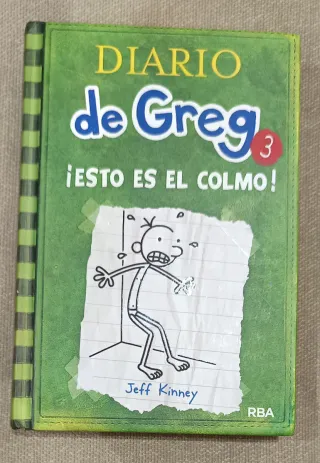 DIARIO
de Greg 3
¡ESTO ES EL COLMO!
Jeff Kinney
RBA